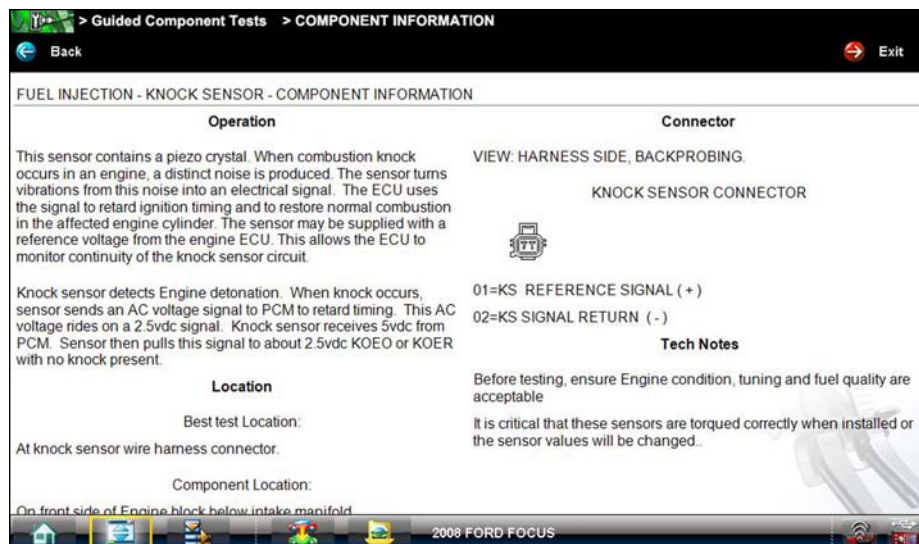 > Guided Component Tests > COMPONENT INFORMATION
Back
Exit
FUEL INJECTION - KNOCK SENSOR - COMPONENT INFORMATION
Operation
This sensor contains a piezo crystal. When combustion knock
occurs in an engine, a distinct noise is produced. The sensor turns
vibrations from this noise into an electrical signal. The ECU uses
the signal to retard ignition timing and to restore normal combustion
in the affected engine cylinder. The sensor may be supplied with a
reference voltage from the engine ECU. This allows the ECU to
monitor continuity of the knock sensor circuit.
Knock sensor detects Engine detonation. When knock occurs,
sensor sends an AC voltage signal to PCM to retard timing. This AC
voltage rides on a 2.5vdc signal. Knock sensor receives 5vdc from
PCM. Sensor then pulls this signal to about 2.5vdc KOEO or KOER
with no knock present.
Location
Best test Location:
At knock sensor wire harness connector.
Component Location:
On front side of Engine block below intake manifold
Connector
VIEW: HARNESS SIDE, BACKPROBING.
KNOCK SENSOR CONNECTOR
01=KS REFERENCE SIGNAL ( + )
02=KS SIGNAL RETURN ( - )
Tech Notes
Before testing, ensure Engine condition, tuning and fuel quality are
acceptable
It is critical that these sensors are torqued correctly when installed or
the sensor values will be changed..
2008 FORD FOCUS